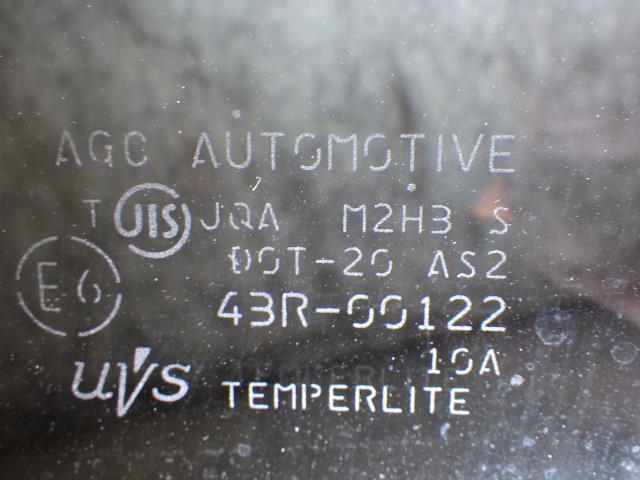 AGC AUTOMOTIVE
T JIS JQA M2H3 S
DOT-20 AS2
E6
43R-00122
10A
uvs TEMPERLITE